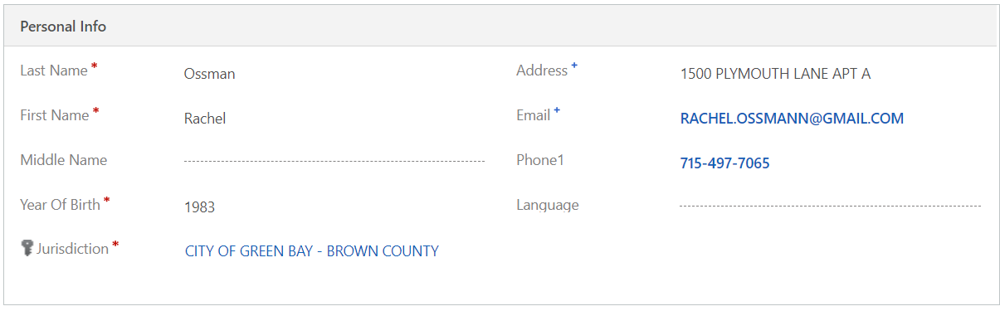 Personal Info
Last Name * Ossman
First Name * Rachel
Middle Name
Year Of Birth * 1983
Jurisdiction * CITY OF GREEN BAY - BROWN COUNTY
Address + 1500 PLYMOUTH LANE APT A
Email + RACHEL.OSSMANN@GMAIL.COM
Phone1 715-497-7065
Language